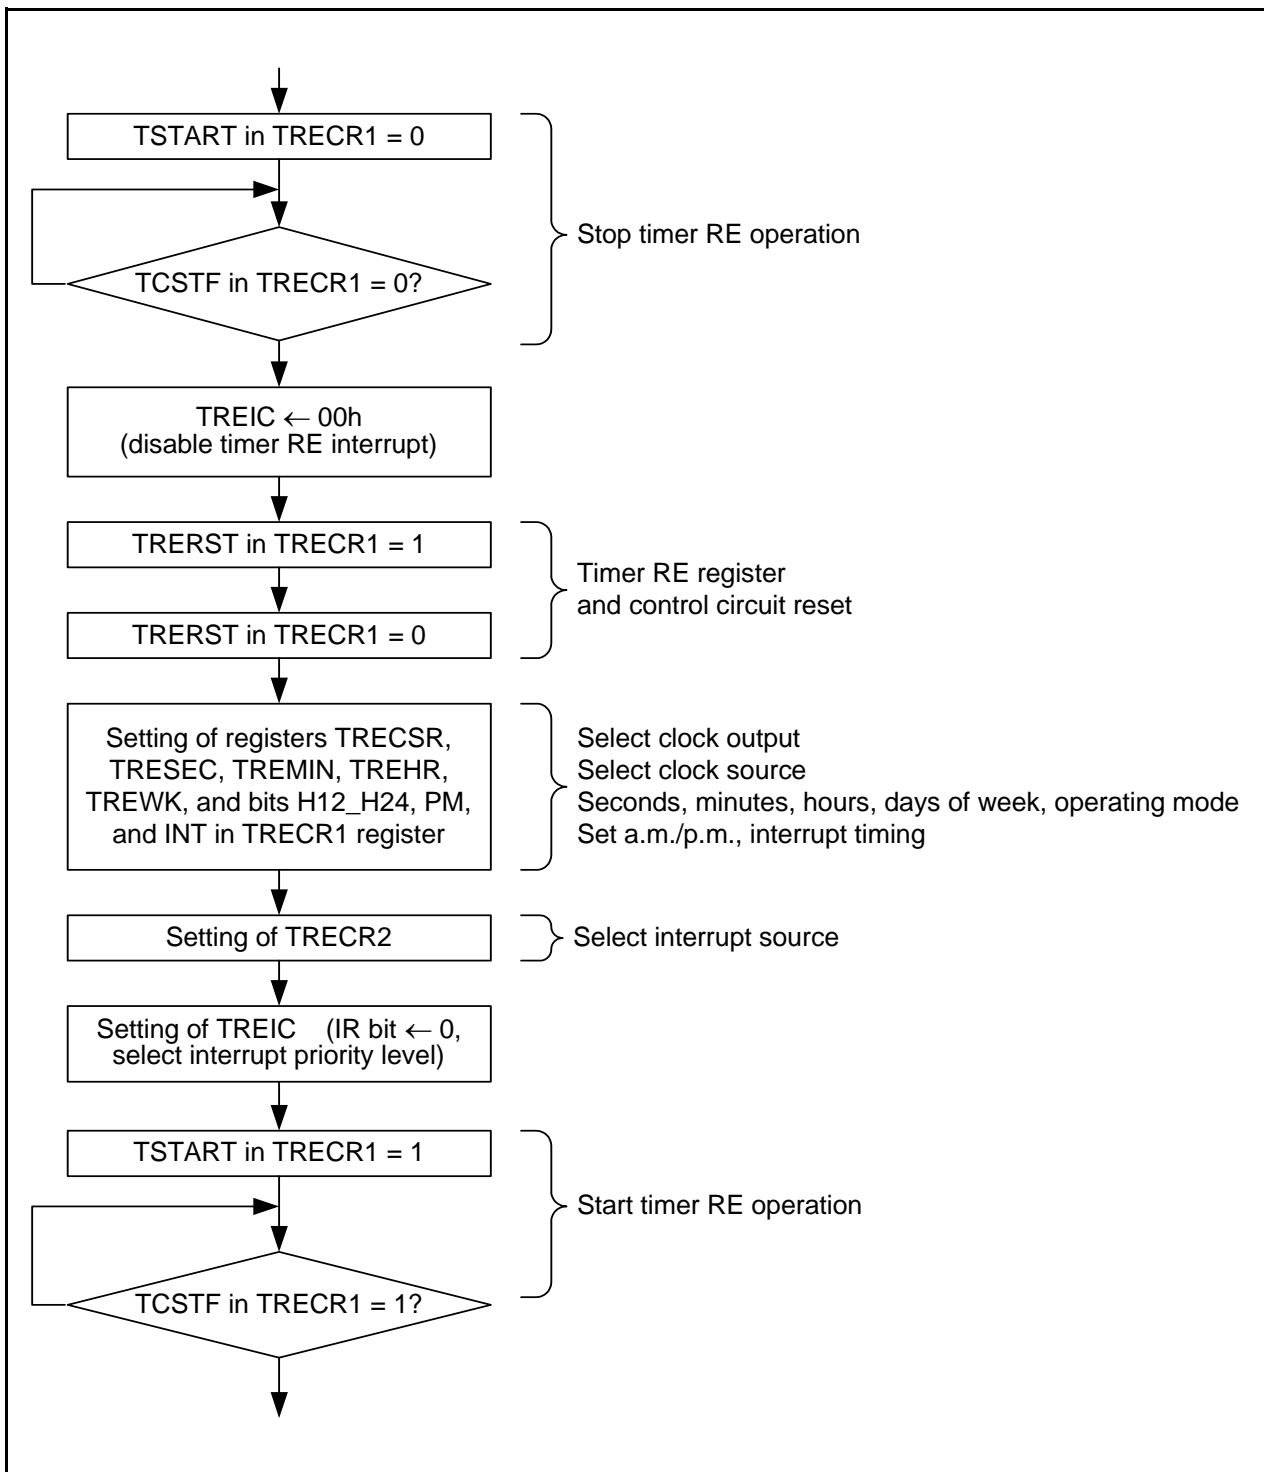 TSTART in TRECR1 = 0
Stop timer RE operation
TCSTF in TRECR1 = 0?
TREIC ← 00h
(disable timer RE interrupt)
TRERST in TRECR1 = 1
Timer RE register
and control circuit reset
TRERST in TRECR1 = 0
Setting of registers TRECSR,
TRESEC, TREMIN, TREHR,
TREWK, and bits H12_H24, PM,
and INT in TRECR1 register
Select clock output
Select clock source
Seconds, minutes, hours, days of week, operating mode
Set a.m./p.m., interrupt timing
Setting of TRECR2
Select interrupt source
Setting of TREIC (IR bit ← 0,
select interrupt priority level)
TSTART in TRECR1 = 1
Start timer RE operation
TCSTF in TRECR1 = 1?